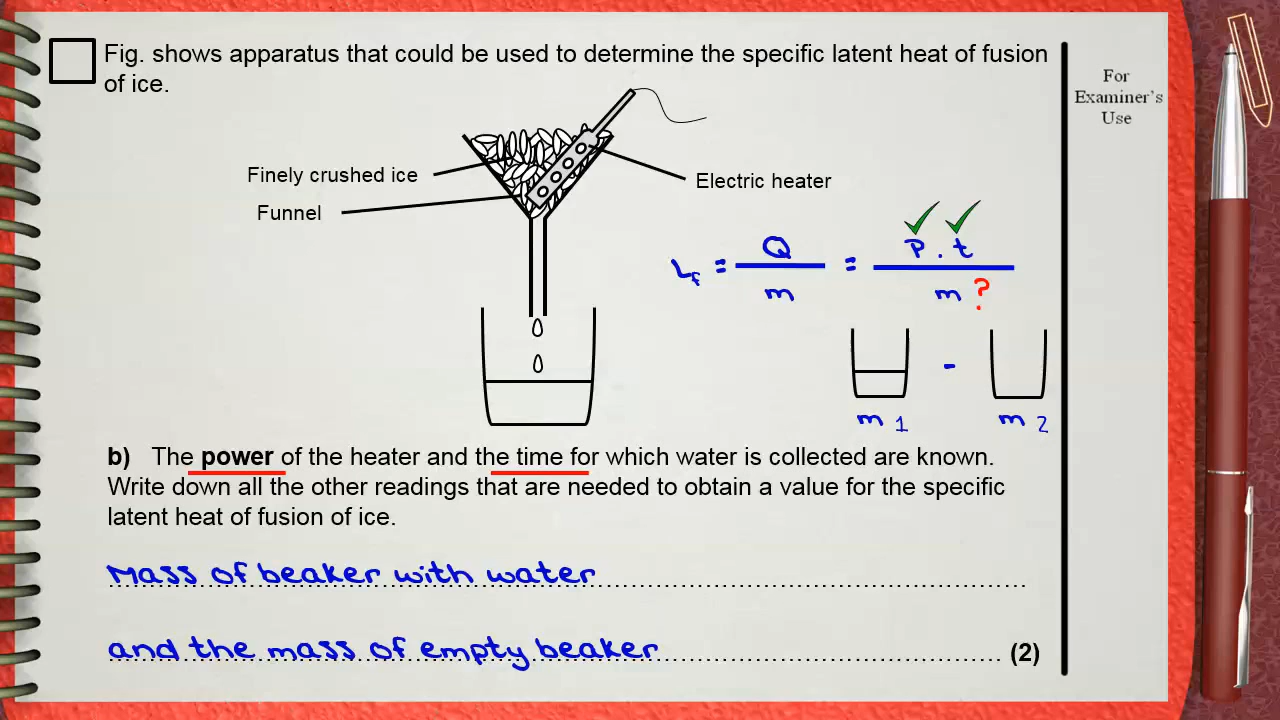 Fig. shows apparatus that could be used to determine the specific latent heat of fusion
of ice.
For
Examiner's
Use
Finely crushed ice
Funnel
Electric heater
L_f = Q / m = P . t / m ?
-
m 1
m 2
b) The power of the heater and the time for which water is collected are known.
Write down all the other readings that are needed to obtain a value for the specific
latent heat of fusion of ice.
Mass of beaker with water
and the mass of empty beaker (2)